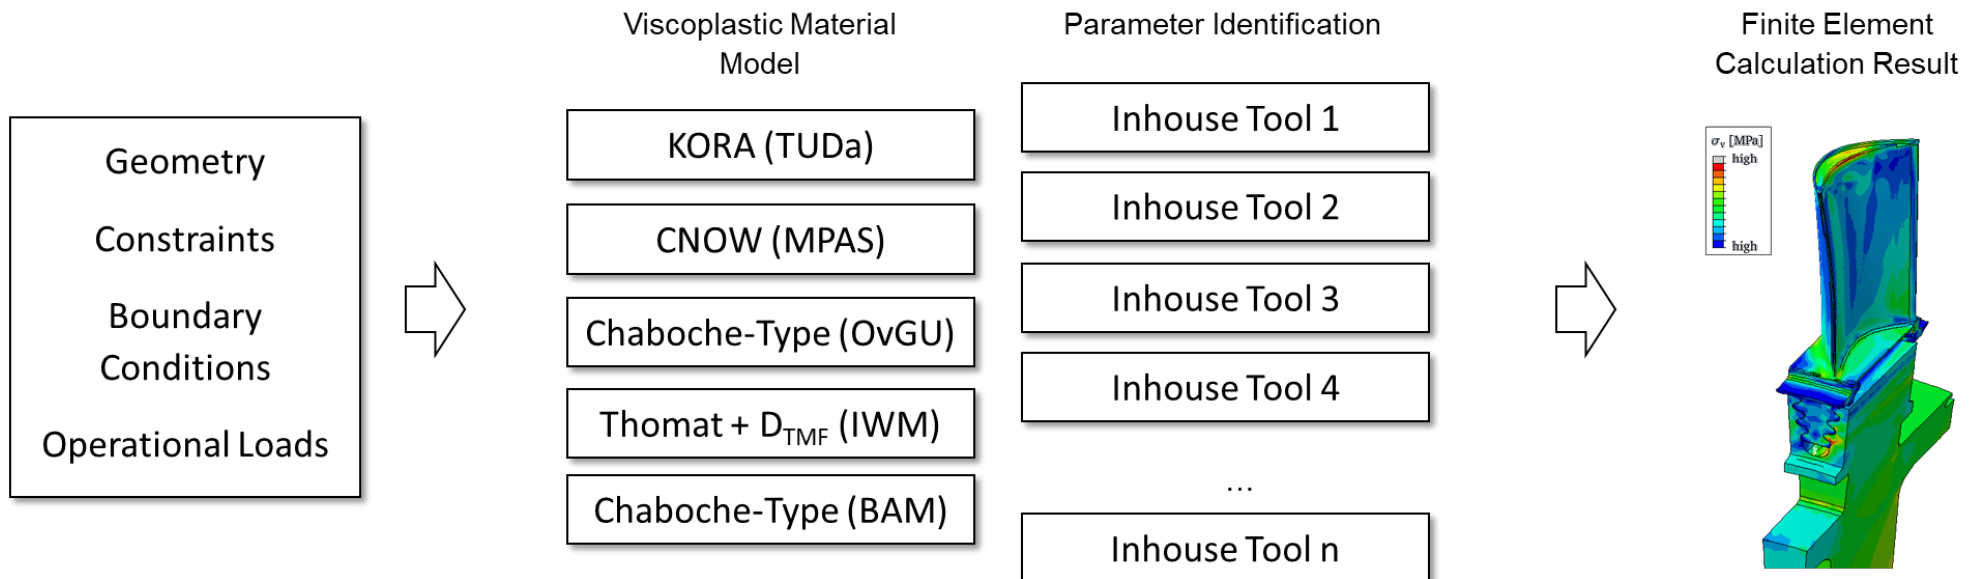 Geometry
Constraints
Boundary
Conditions
Operational Loads
Viscoplastic Material
Model
KORA (TUDa)
CNOW (MPAS)
Chaboche-Type (OvGU)
Thomat + D_TMF (IWM)
Chaboche-Type (BAM)
Parameter Identification
Inhouse Tool 1
Inhouse Tool 2
Inhouse Tool 3
Inhouse Tool 4
...
Inhouse Tool n
Finite Element
Calculation Result
σv [MPa]
high
high